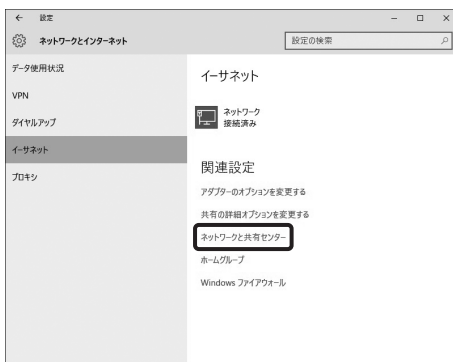 設定
ネットワークとインターネット
設定の検索
データ使用状況
VPN
ダイヤルアップ
イーサネット
プロキシ
イーサネット
ネットワーク
接続済み
関連設定
アダプターのオプションを変更する
共有の詳細オプションを変更する
ネットワークと共有センター
ホームグループ
Windows ファイアウォール